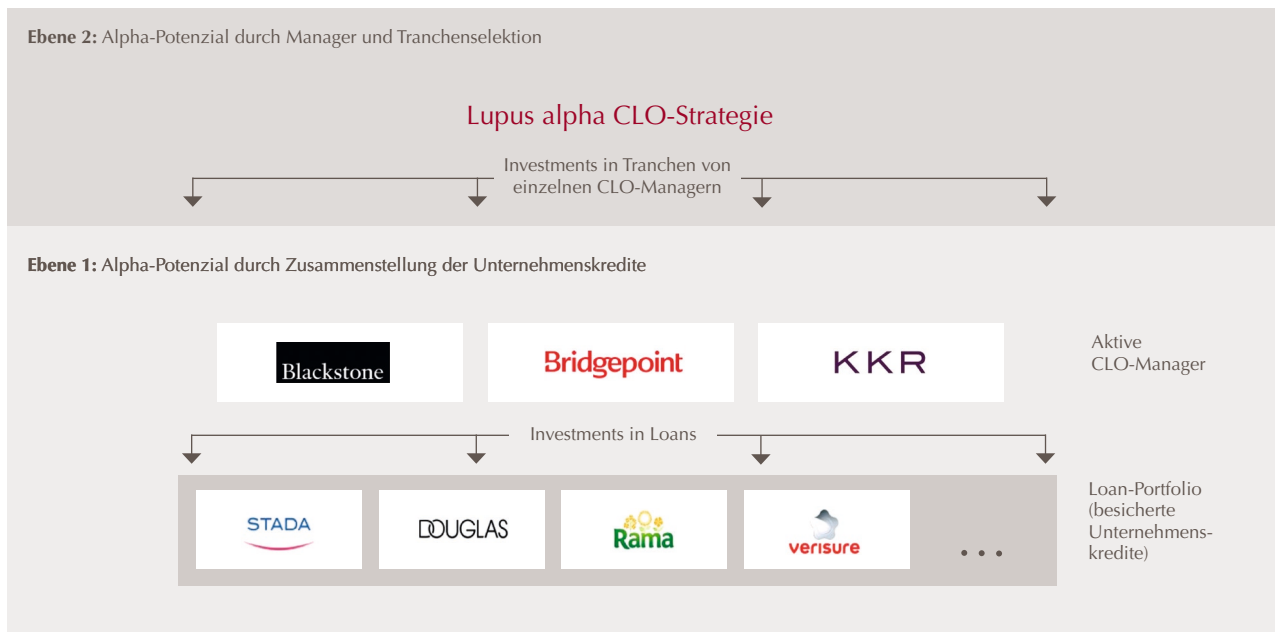 Ebene 2: Alpha-Potenzial durch Manager und Tranchenselektion
Lupus alpha CLO-Strategie
Investments in Tranchen von
einzelnen CLO-Managern
Ebene 1: Alpha-Potenzial durch Zusammenstellung der Unternehmenskredite
Blackstone
Bridgepoint
KKR
Aktive
CLO-Manager
Investments in Loans
STADA
DOUGLAS
Rama
verisure
...
Loan-Portfolio
(besicherte
Unternehmens-
kredite)